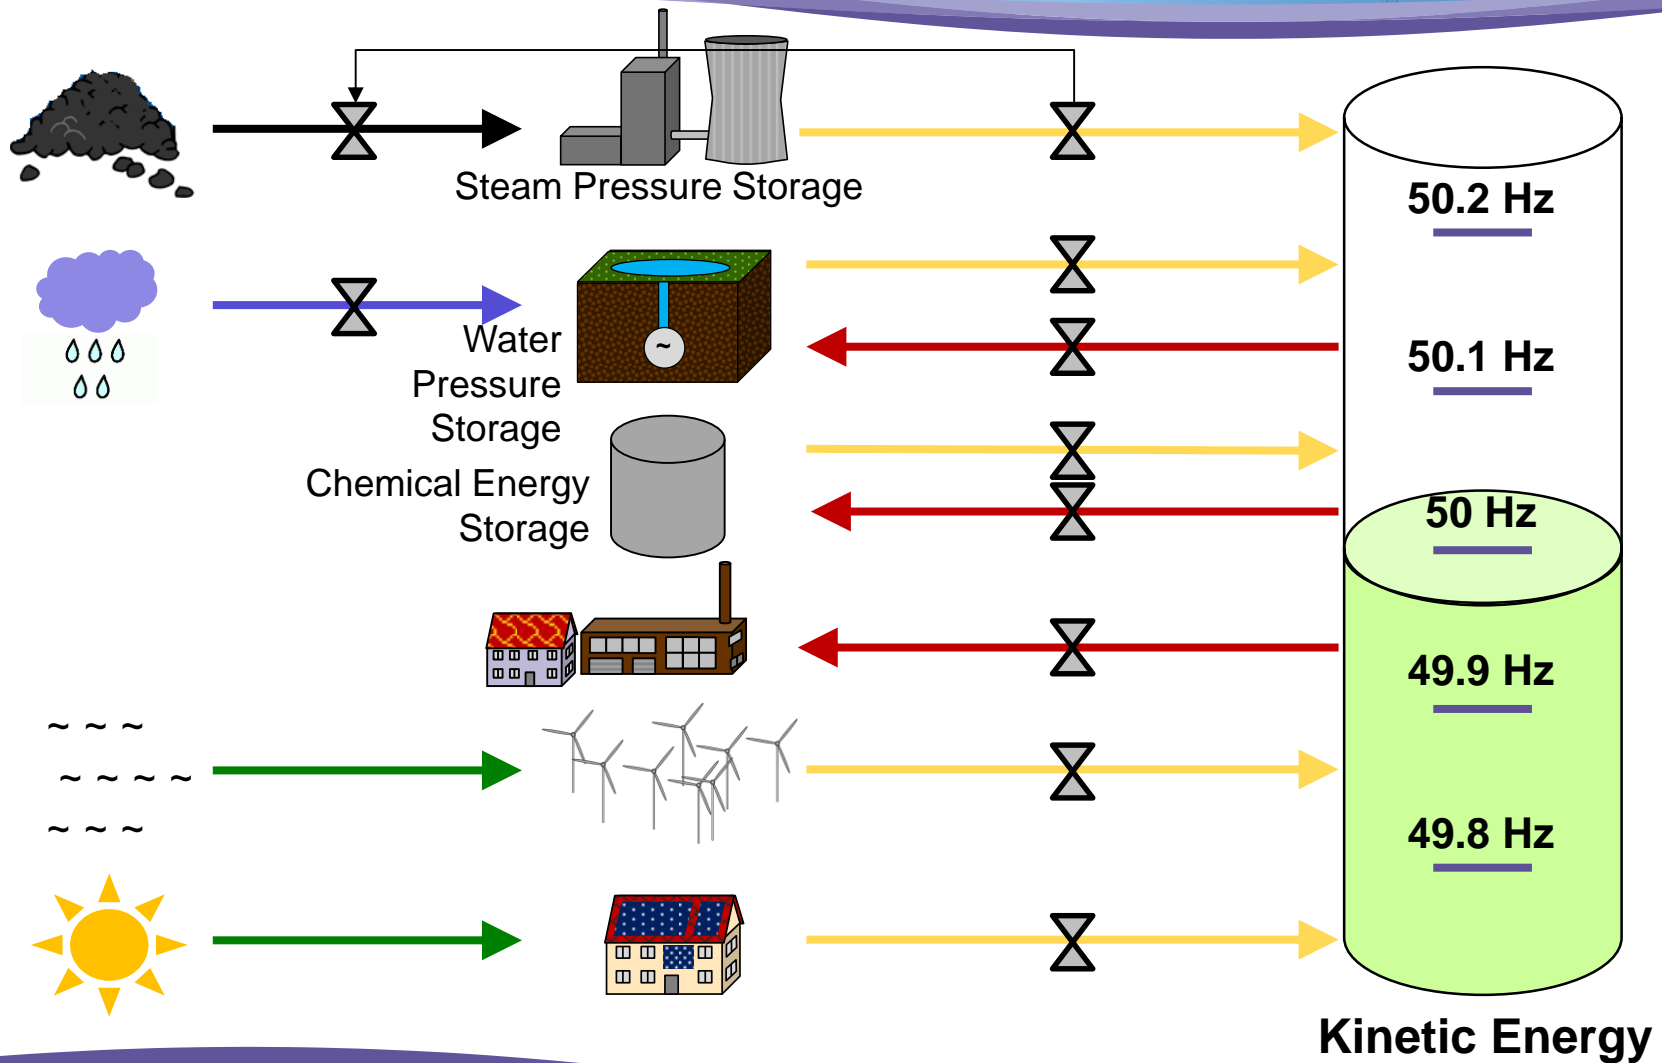 Steam Pressure Storage
50.2 Hz
Water
Pressure
Storage
~
50.1 Hz
Chemical Energy
Storage
50 Hz
49.9 Hz
~ ~ ~
~ ~ ~ ~
~ ~ ~
49.8 Hz
Kinetic Energy